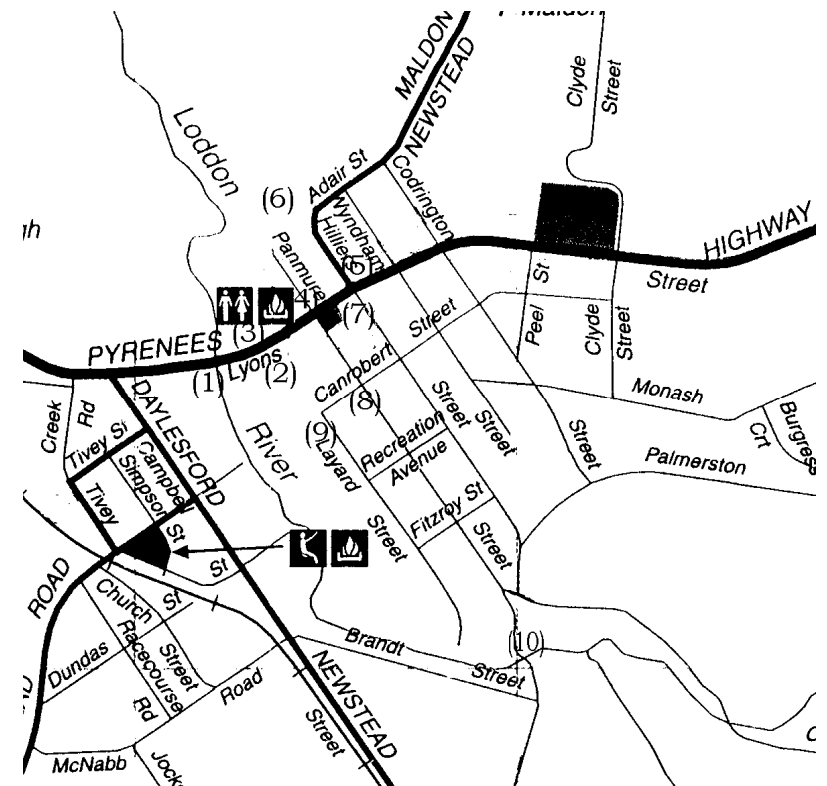 Maldon
MALDON
NEWSTEAD
Clyde
Street
Loddon
Adair St
Codrington
(6)
Wyndham
Hillier
Panmure
(5)
HIGHWAY
Street
St
Peel
Clyde
Street
(4)
(7)
(3)
Street
PYRENEES
Lyons
(1)
(2)
Canrobert
Monash
Creek
Rd
DAYLESFORD
(8)
Street
Street
Burgress
Crt
Tivey St
(9)
River
Recreation
Avenue
Layard
Street
Palmerston
Campbell
Simpson
St
Tivey
Fitzroy St
Street
Street
St
ROAD
Church
St
Brandt
(10)
Street
Racecourse
Street
Dundas
Road
NEWSTEAD
Rd
Street
McNabb